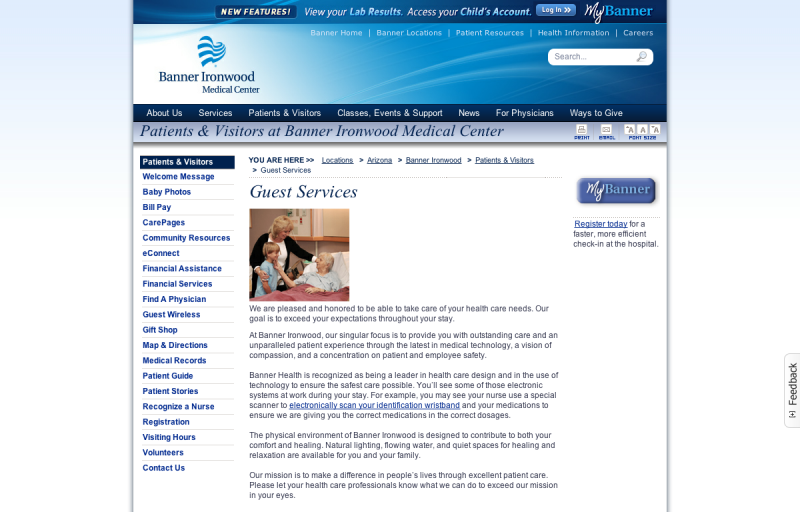 NEW FEATURES! View your Lab Results. Access your Child's Account. Log In >> MyBanner
Banner Home | Banner Locations | Patient Resources | Health Information | Careers
Search...
Banner Ironwood
Medical Center
About Us Services Patients & Visitors Classes, Events & Support News For Physicians Ways to Give
Patients & Visitors at Banner Ironwood Medical Center
PRINT EMAIL FONT SIZE
Patients & Visitors
Welcome Message
Baby Photos
Bill Pay
CarePages
Community Resources
eConnect
Financial Assistance
Financial Services
Find A Physician
Guest Wireless
Gift Shop
Map & Directions
Medical Records
Patient Guide
Patient Stories
Recognize a Nurse
Registration
Visiting Hours
Volunteers
Contact Us
YOU ARE HERE >> Locations > Arizona > Banner Ironwood > Patients & Visitors
> Guest Services
Guest Services
We are pleased and honored to be able to take care of your health care needs. Our
goal is to exceed your expectations throughout your stay.
At Banner Ironwood, our singular focus is to provide you with outstanding care and an
unparalleled patient experience through the latest in medical technology, a vision of
compassion, and a concentration on patient and employee safety.
Banner Health is recognized as being a leader in health care design and in the use of
technology to ensure the safest care possible. You'll see some of those electronic
systems at work during your stay. For example, you may see your nurse use a special
scanner to electronically scan your identification wristband and your medications to
ensure we are giving you the correct medications in the correct dosages.
The physical environment of Banner Ironwood is designed to contribute to both your
comfort and healing. Natural lighting, flowing water, and quiet spaces for healing and
relaxation are available for you and your family.
Our mission is to make a difference in people's lives through excellent patient care.
Please let your health care professionals know what we can do to exceed our mission
in your eyes.
MyBanner
Register today for a
faster, more efficient
check-in at the hospital.
[+] Feedback